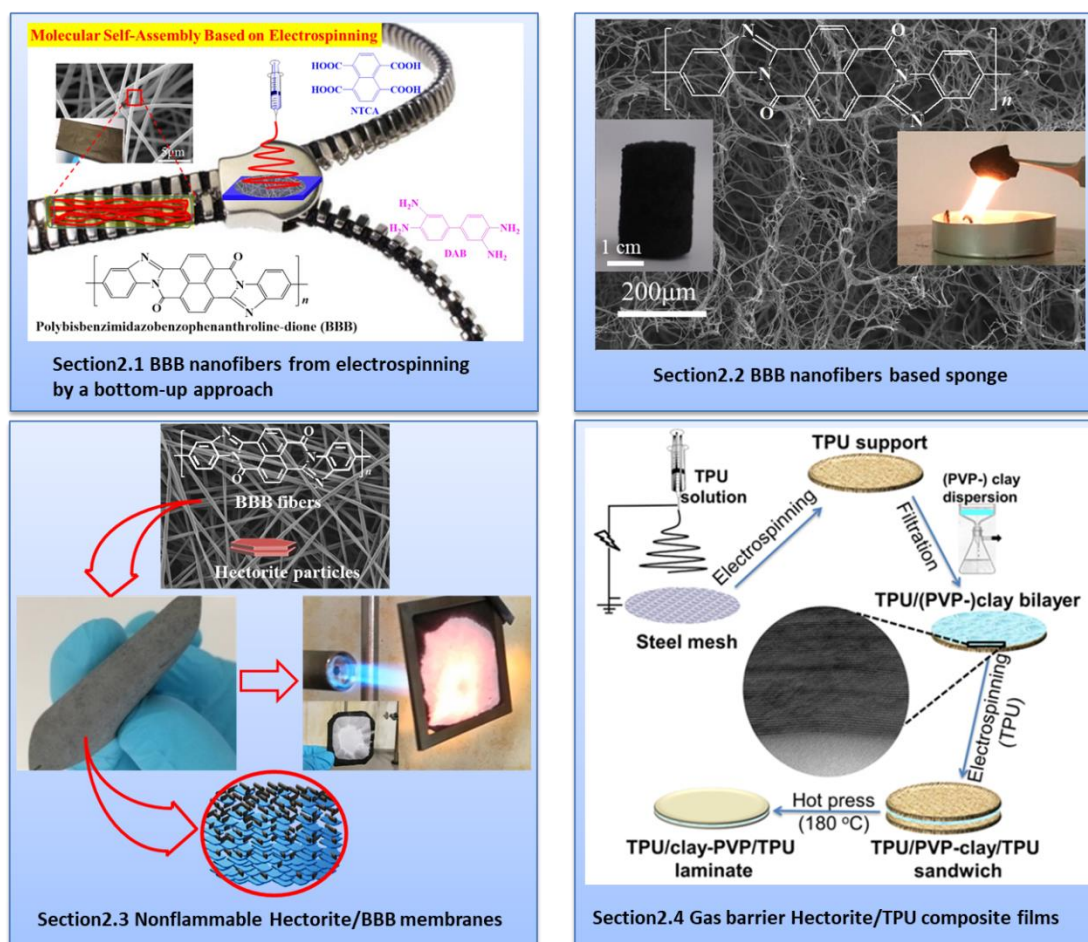 Molecular Self-Assembly Based on Electrospinning
HOOC
COOH
HOOC
COOH
NTCA
5μm
H₂N
H₂N
NH₂
NH₂
DAB
N
O
N
N
O
N
n
Polybisbenzimidazobenzophenanthroline-dione (BBB)
Section2.1 BBB nanofibers from electrospinning
by a bottom-up approach
N
O
N
N
O
N
n
1 cm
200μm
Section2.2 BBB nanofibers based sponge
N
O
N
N
O
n
BBB fibers
Hectorite particles
Section2.3 Nonflammable Hectorite/BBB membranes
TPU
solution
TPU support
(PVP-) clay
dispersion
Electrospinning
Filtration
Steel mesh
TPU/(PVP-)clay bilayer
Electrospinning
(TPU)
Hot press
(180 °C)
TPU/clay-PVP/TPU
laminate
TPU/PVP-clay/TPU
sandwich
Section2.4 Gas barrier Hectorite/TPU composite films